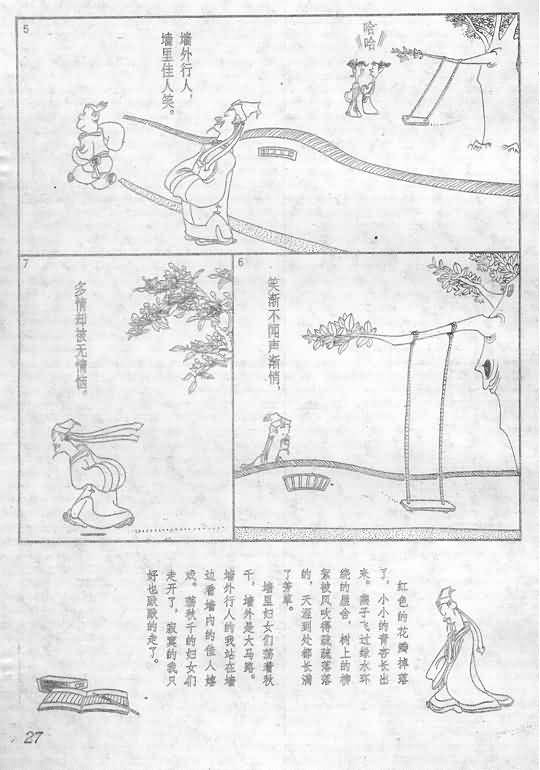 5
哈哈
墙外行人，
墙里佳人笑。
6
笑渐不闻声渐悄，
7
多情却被无情恼。
红色的花瓣掉落
了，小小的青杏长出
来。燕子飞过绿水环
绕的屋舍，树上的柳
絮被风吹得疏疏落落
的，天涯到处都长满
了芳草。
墙里妇女们荡着秋
千，墙外是大马路。
墙外行人的我站在墙
边看墙内的佳人嬉
戏。荡秋千的妇女们
走开了，寂寞的我只
好也默默的走了。
27